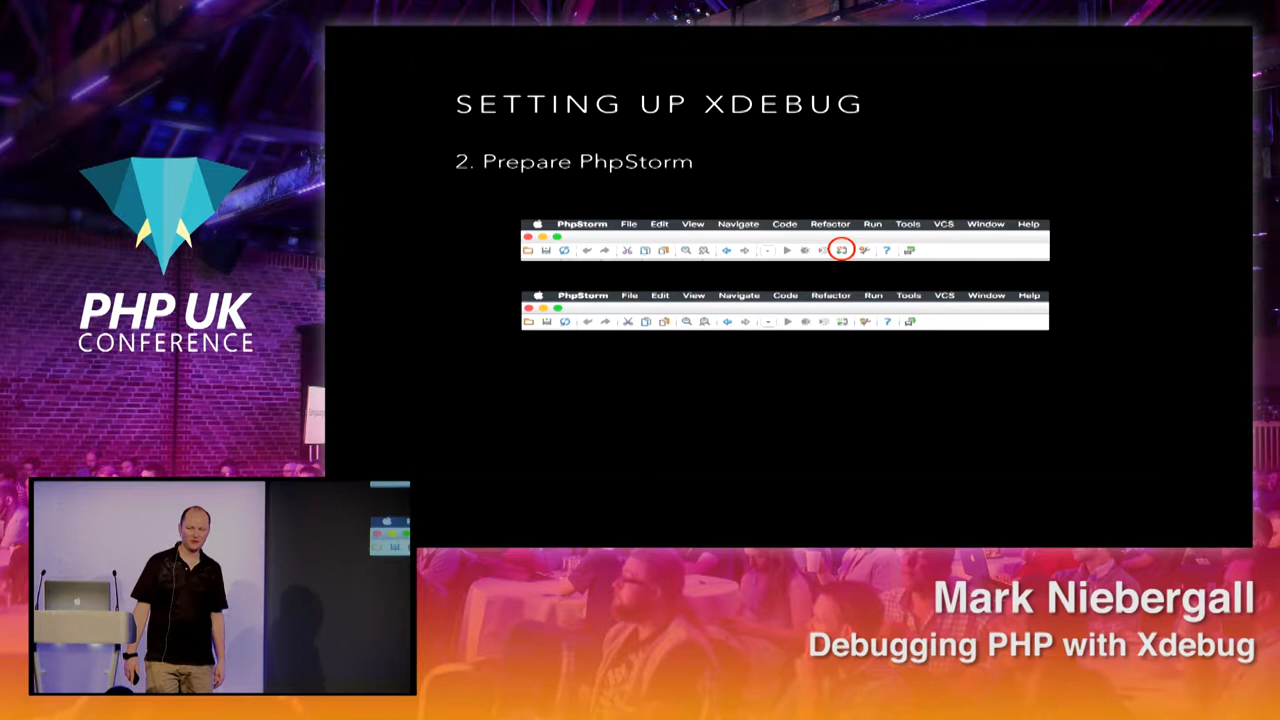 SETTING UP XDEBUG
2. Prepare PhpStorm
PhpStorm File Edit View Navigate Code Refactor Run Tools VCS Window Help
PhpStorm File Edit View Navigate Code Refactor Run Tools VCS Window Help
PHP UK
CONFERENCE
Mark Niebergall
Debugging PHP with Xdebug